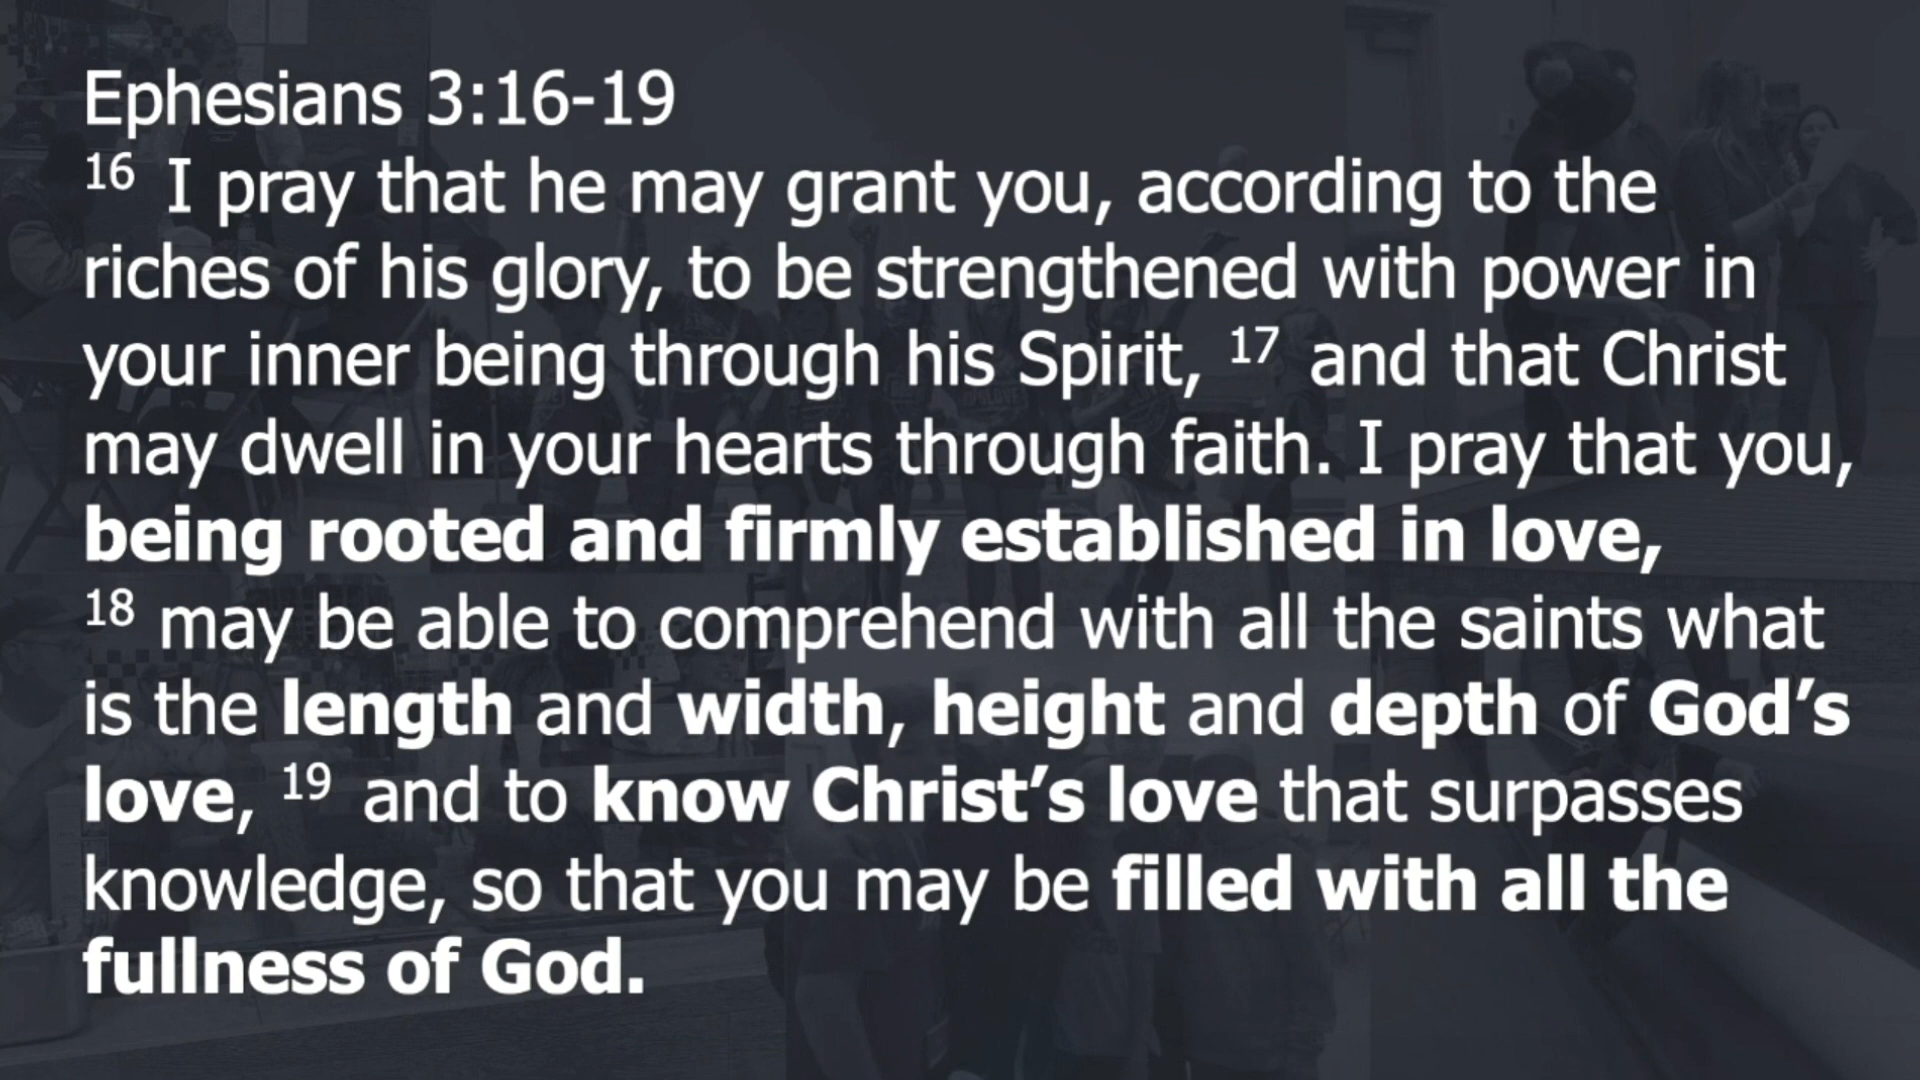 Ephesians 3:16-19
16 I pray that he may grant you, according to the
riches of his glory, to be strengthened with power in
your inner being through his Spirit, 17 and that Christ
may dwell in your hearts through faith. I pray that you,
being rooted and firmly established in love,
18 may be able to comprehend with all the saints what
is the length and width, height and depth of God’s
love, 19 and to know Christ’s love that surpasses
knowledge, so that you may be filled with all the
fullness of God.